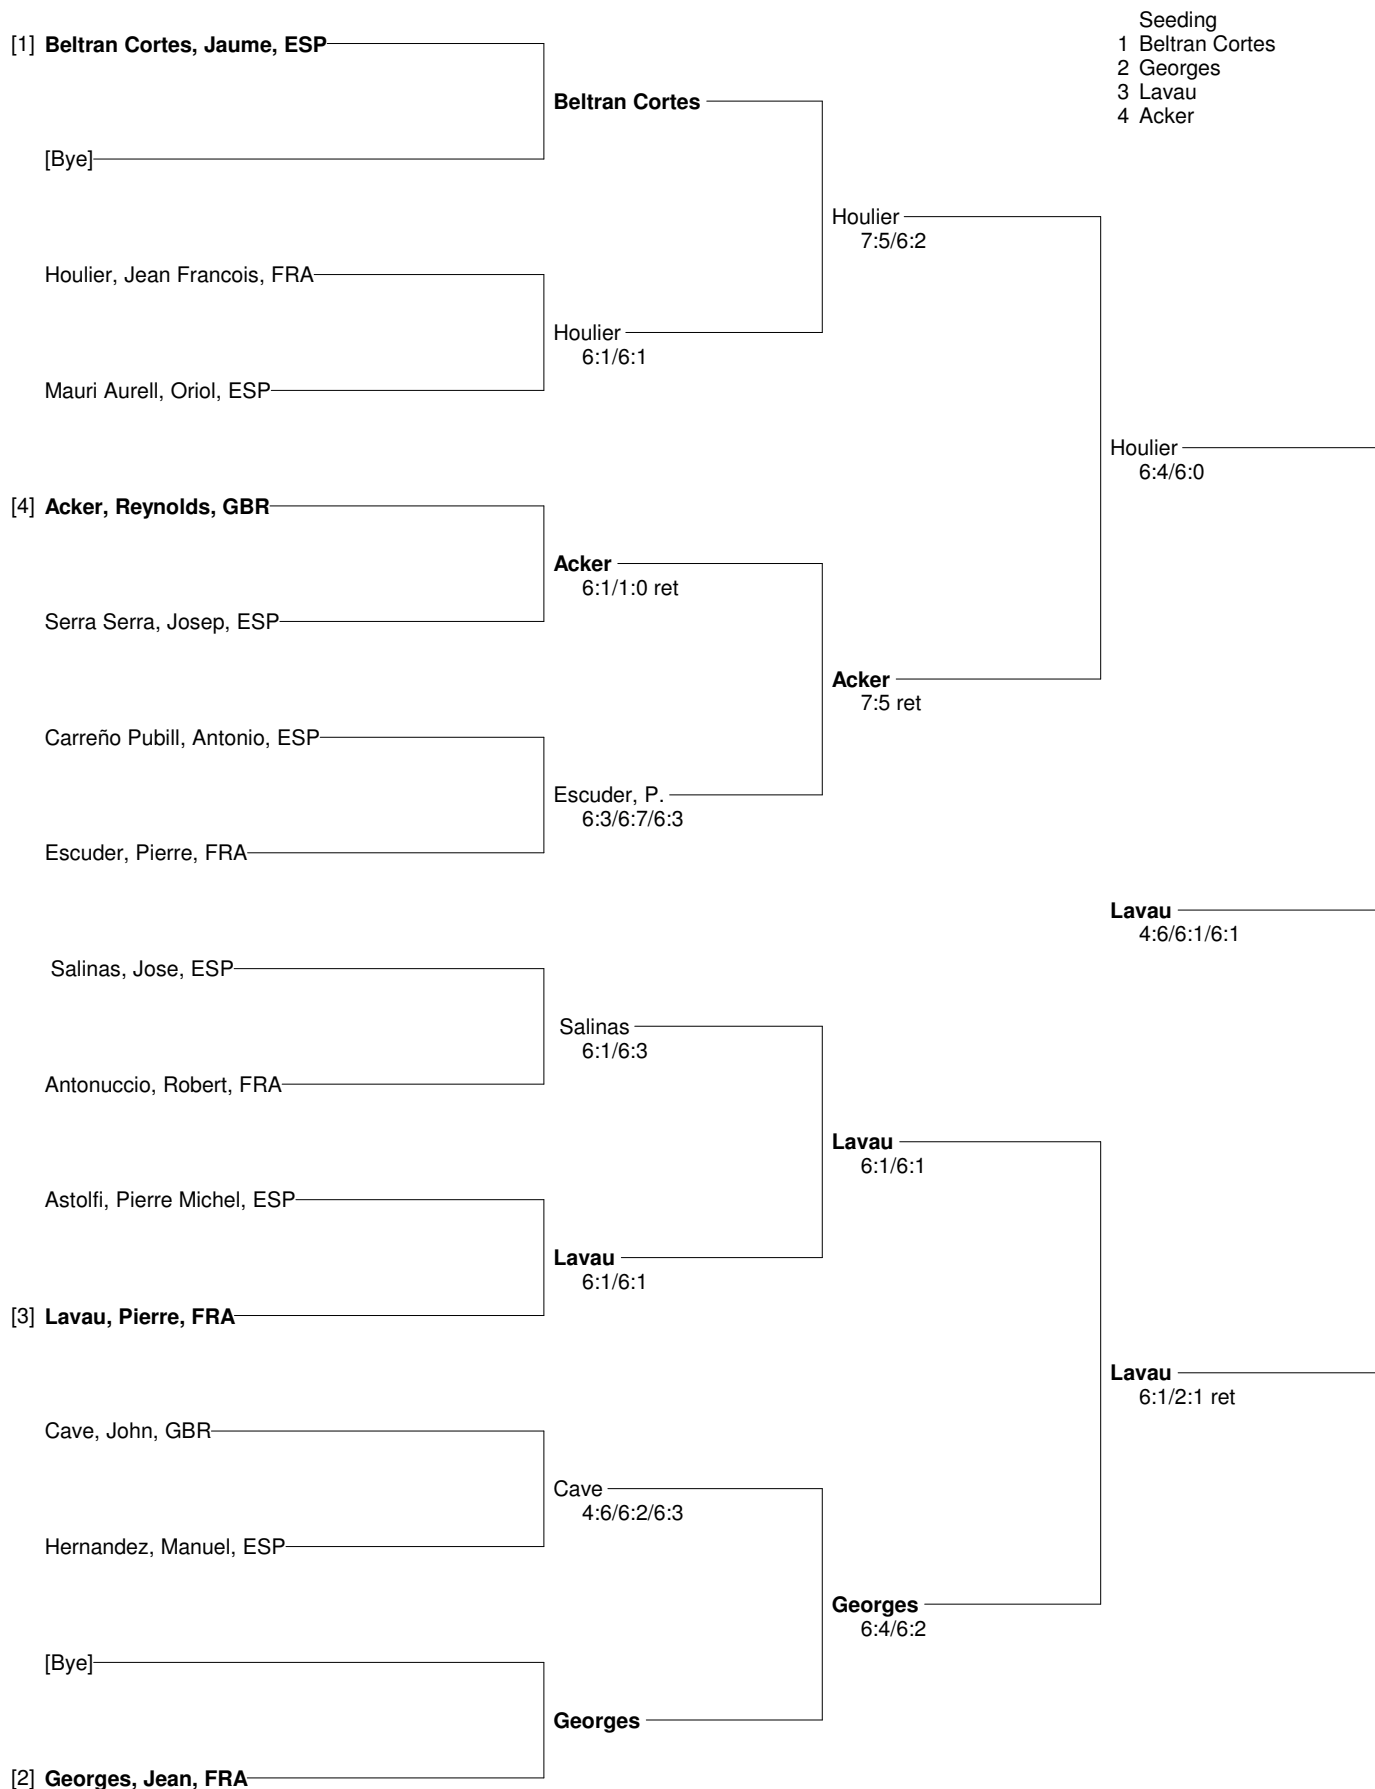 Seeding
1 Beltran Cortes
2 Georges
3 Lavau
4 Acker
[1] Beltran Cortes, Jaume, ESP
Beltran Cortes
[Bye]
Houlier
7:5/6:2
Houlier, Jean Francois, FRA
Houlier
6:1/6:1
Mauri Aurell, Oriol, ESP
Houlier
6:4/6:0
[4] Acker, Reynolds, GBR
Acker
6:1/1:0 ret
Serra Serra, Josep, ESP
Acker
7:5 ret
Carreño Pubill, Antonio, ESP
Escuder, P.
6:3/6:7/6:3
Escuder, Pierre, FRA
Lavau
4:6/6:1/6:1
Salinas, Jose, ESP
Salinas
6:1/6:3
Antonuccio, Robert, FRA
Lavau
6:1/6:1
Astolfi, Pierre Michel, ESP
Lavau
6:1/6:1
[3] Lavau, Pierre, FRA
Lavau
6:1/2:1 ret
Cave, John, GBR
Cave
4:6/6:2/6:3
Hernandez, Manuel, ESP
Georges
6:4/6:2
[Bye]
Georges
[2] Georges, Jean, FRA